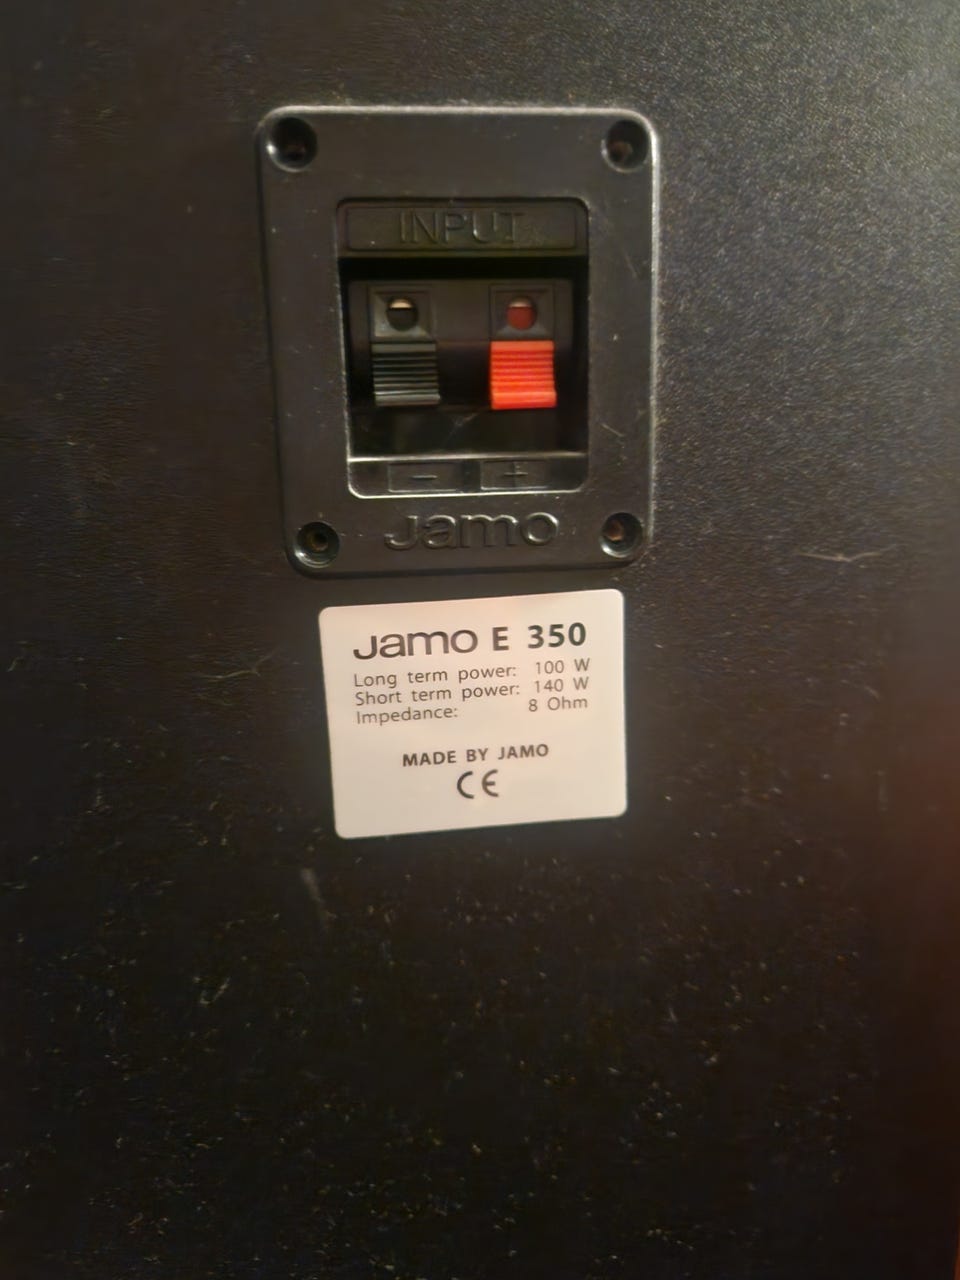 INPUT
− +
Jamo
Jamo E 350
Long term power: 100 W
Short term power: 140 W
Impedance: 8 Ohm
MADE BY JAMO
CE